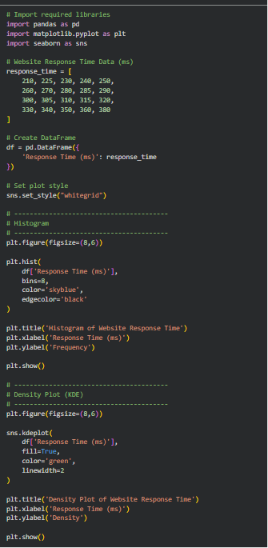 # Import required libraries
import pandas as pd
import matplotlib.pyplot as plt
import seaborn as sns
# Website Response Time Data (ms)
response_time = [
210, 225, 230, 240, 250,
260, 270, 280, 285, 290,
300, 305, 310, 315, 320,
330, 340, 350, 360, 380
]
# Create DataFrame
df = pd.DataFrame({
'Response Time (ms)': response_time
})
# Set plot style
sns.set_style("whitegrid")
# ---------------------------------------
# Histogram
# ---------------------------------------
plt.figure(figsize=(8,6))
plt.hist(
df['Response Time (ms)'],
bins=8,
color='skyblue',
edgecolor='black'
)
plt.title('Histogram of Website Response Time')
plt.xlabel('Response Time (ms)')
plt.ylabel('Frequency')
plt.show()
# ---------------------------------------
# Density Plot (KDE)
# ---------------------------------------
plt.figure(figsize=(8,6))
sns.kdeplot(
df['Response Time (ms)'],
fill=True,
color='green',
linewidth=2
)
plt.title('Density Plot of Website Response Time')
plt.xlabel('Response Time (ms)')
plt.ylabel('Density')
plt.show()